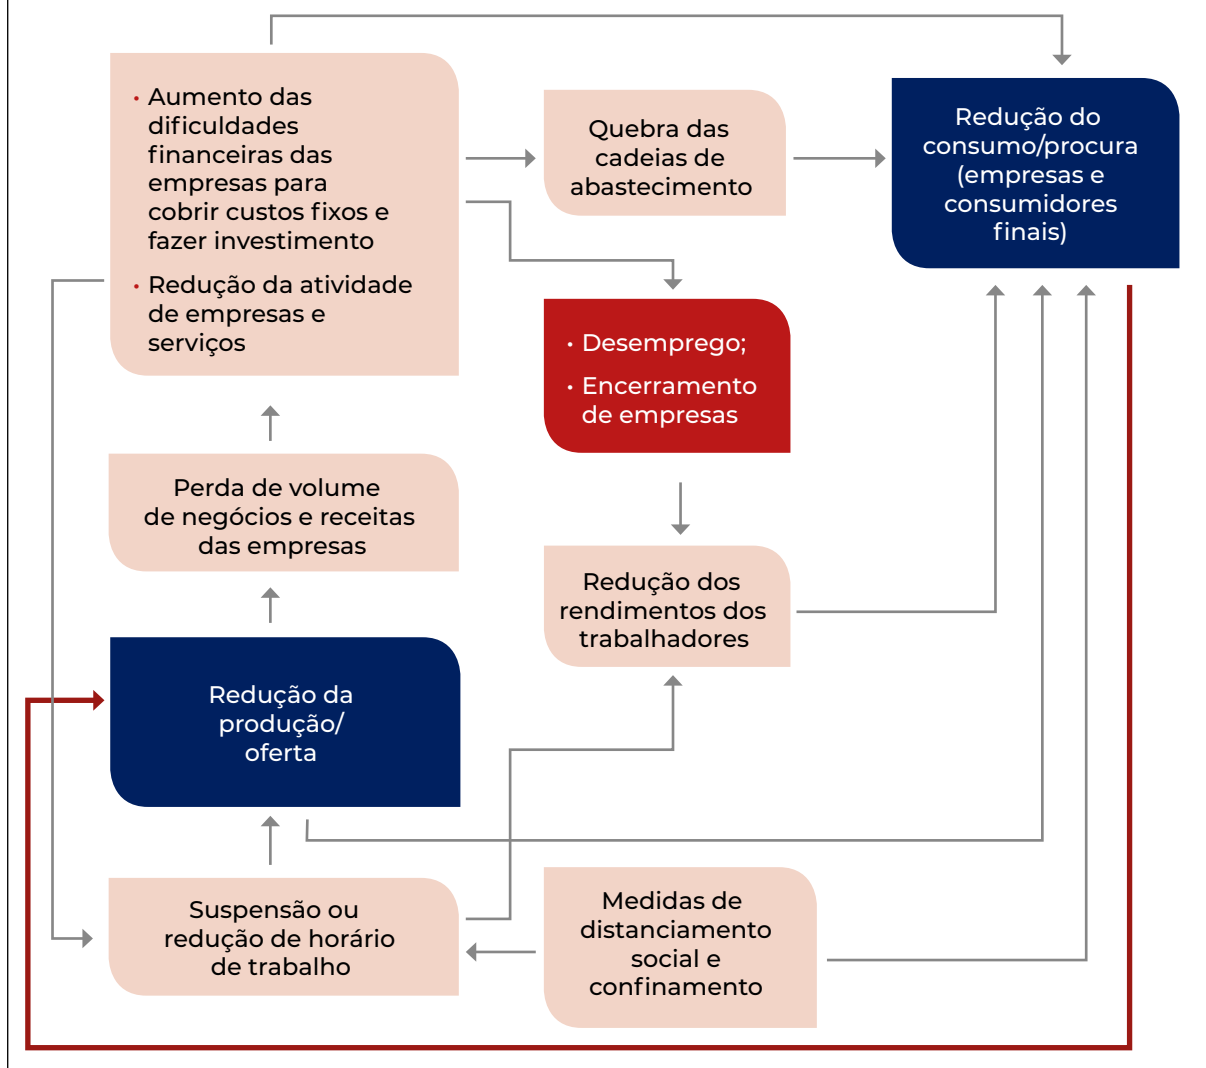 • Aumento das
dificuldades
financeiras das
empresas para
cobrir custos fixos e
fazer investimento
• Redução da atividade
de empresas e
serviços
Quebra das
cadeias de
abastecimento
Redução do
consumo/procura
(empresas e
consumidores
finais)
• Desemprego;
• Encerramento
de empresas
Perda de volume
de negócios e receitas
das empresas
Redução dos
rendimentos dos
trabalhadores
Redução da
produção/
oferta
Suspensão ou
redução de horário
de trabalho
Medidas de
distanciamento
social e
confinamento